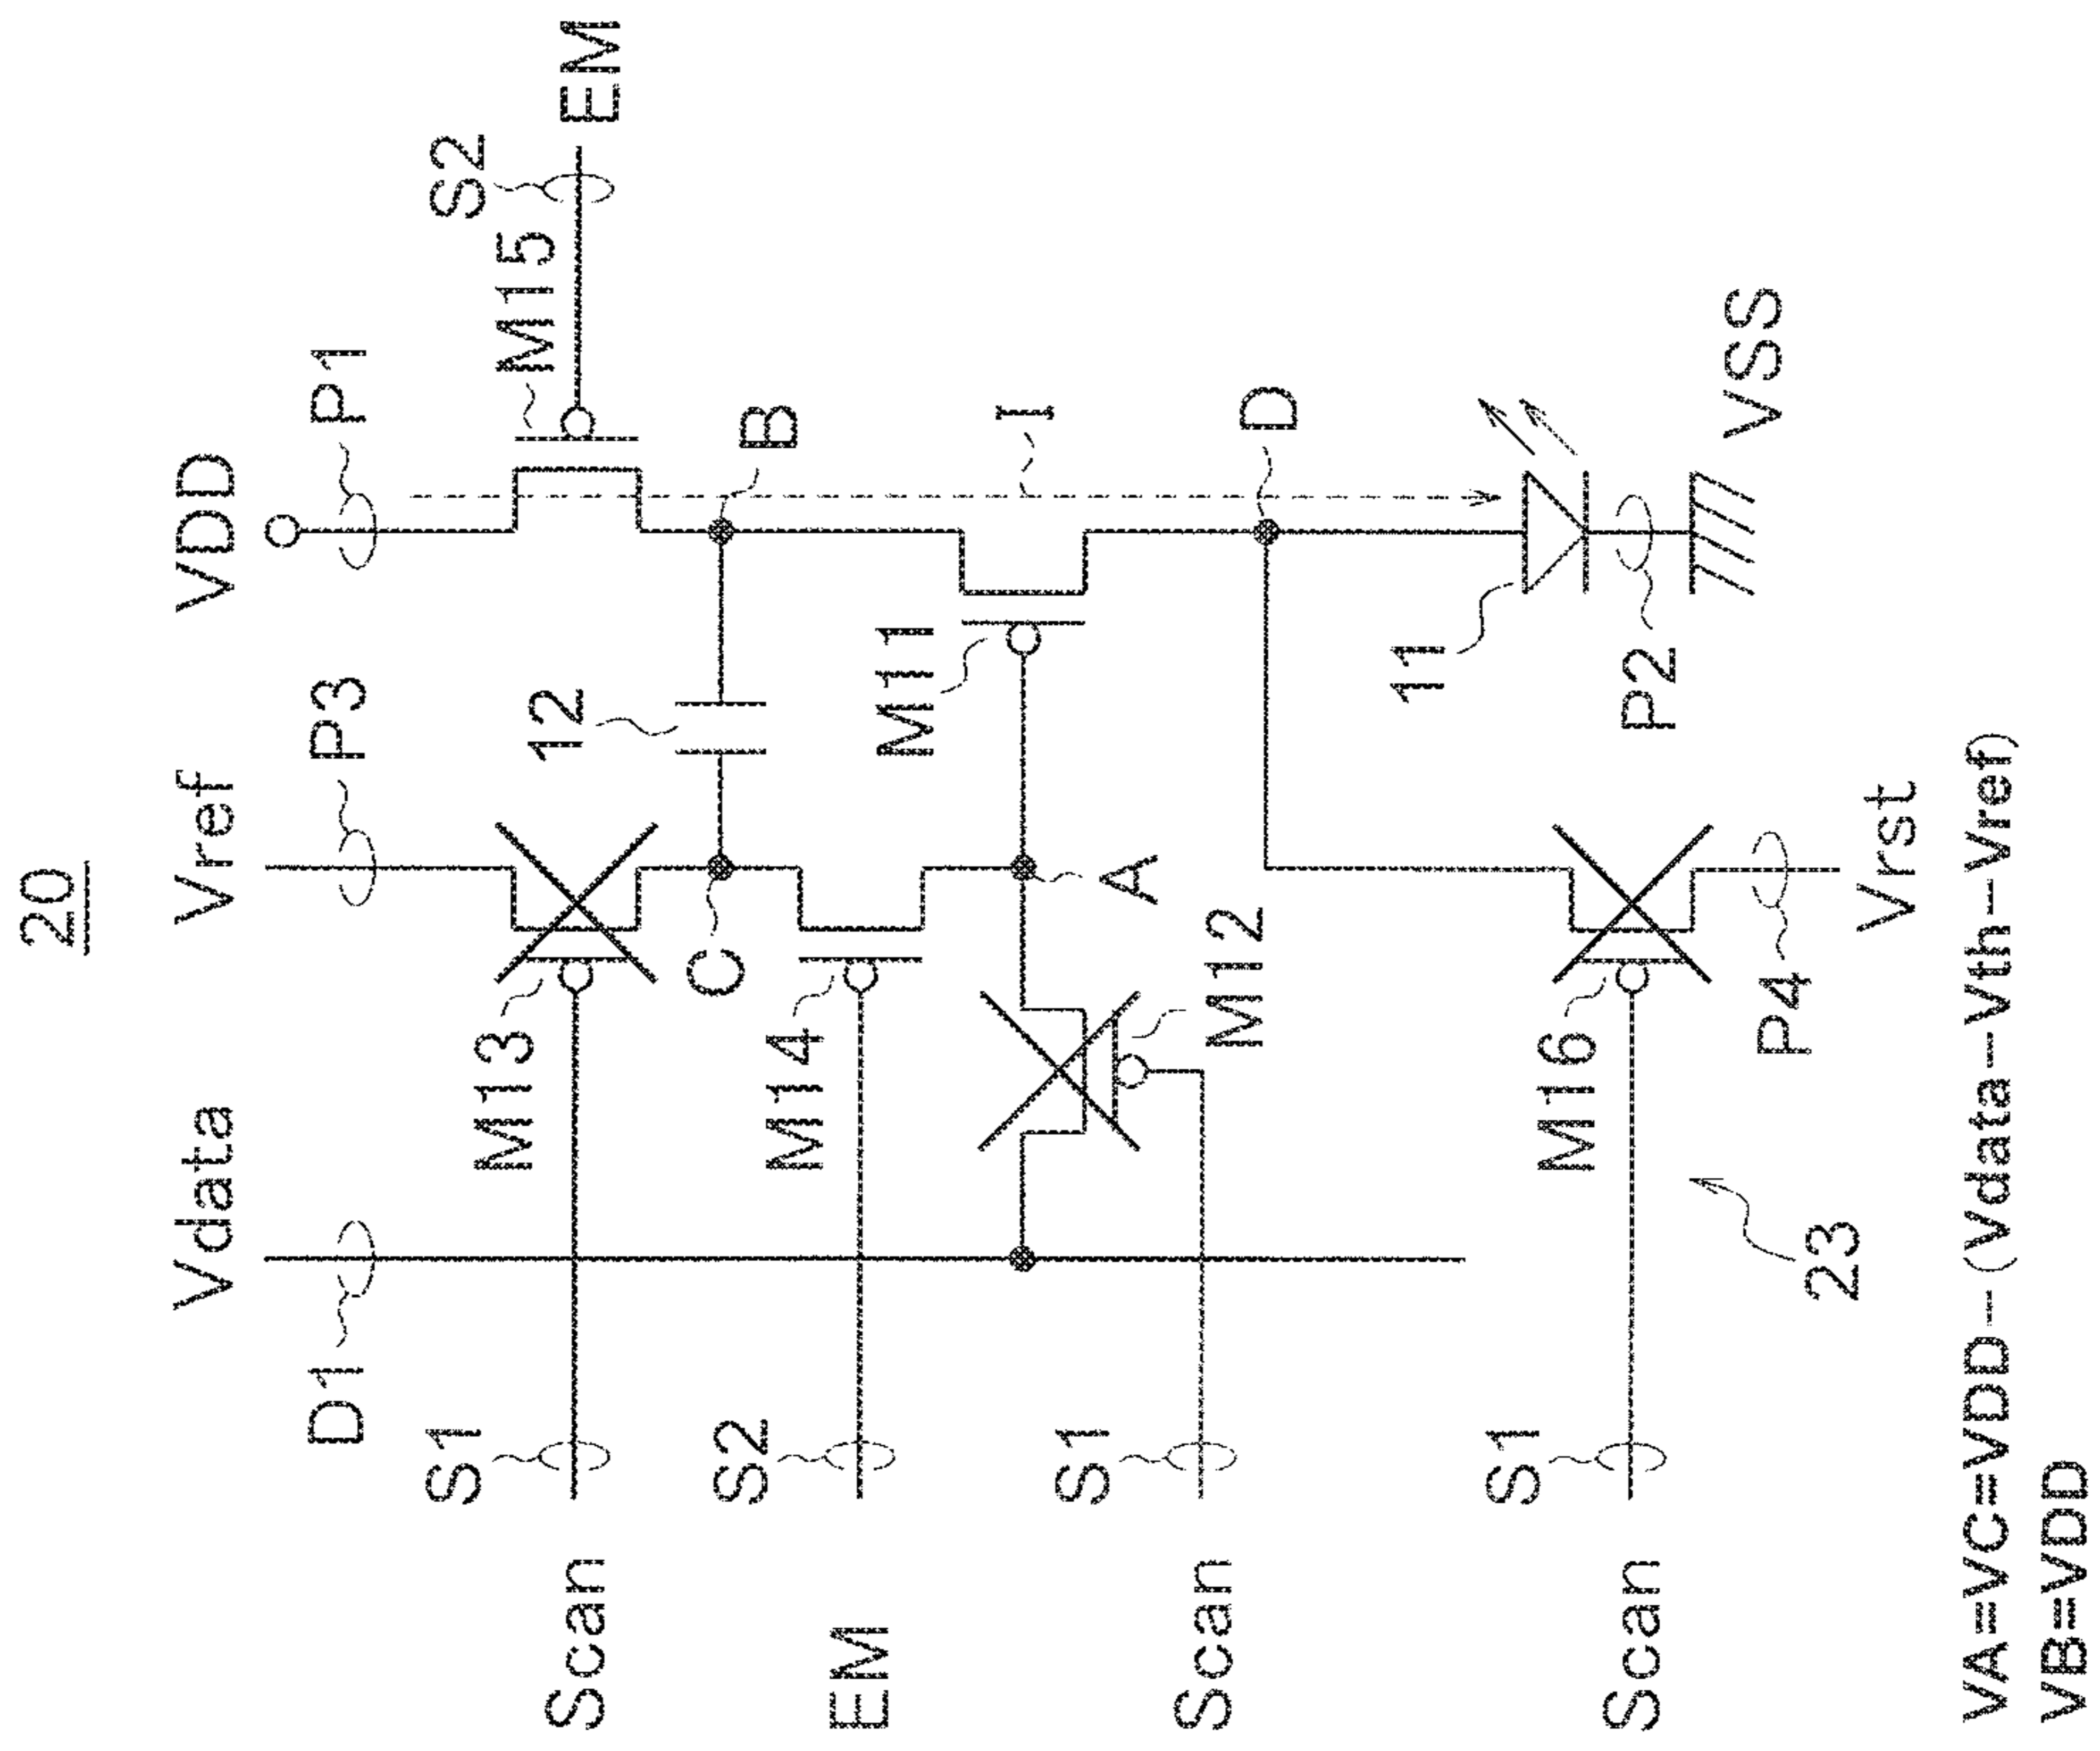 20
Vdata
Vref
VDD
D1
P3
P1
S1
M13
12
M15
S2
EM
Scan
S2
M14
C
B
EM
M11
I
A
S1
M12
D
Scan
11
S1
M16
P2
Scan
P4
VSS
23
Vrst
VA=VC=VDD-(Vdata-Vth-Vref)
VB=VDD